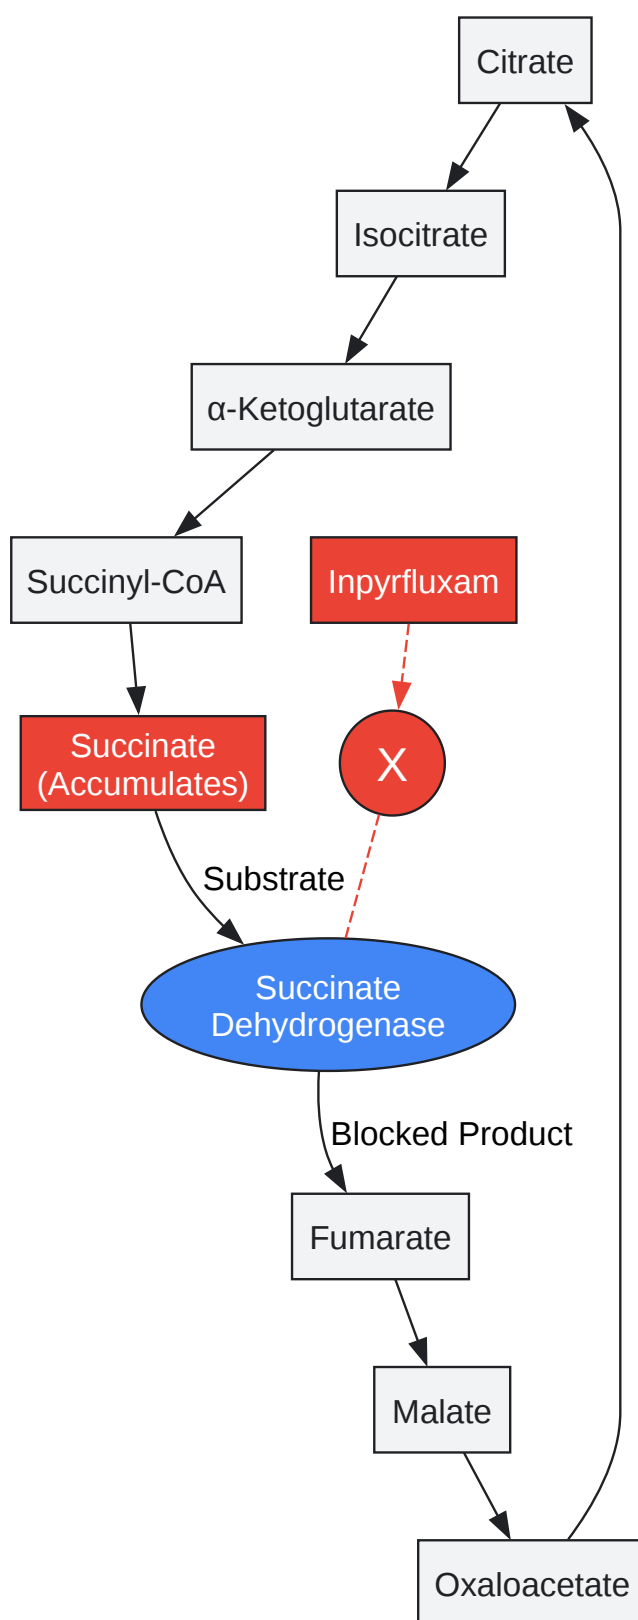 Citrate
Isocitrate
α-Ketoglutarate
Succinyl-CoA
Inpyrfluxam
Succinate
(Accumulates)
X
Substrate
Succinate
Dehydrogenase
Blocked Product
Fumarate
Malate
Oxaloacetate